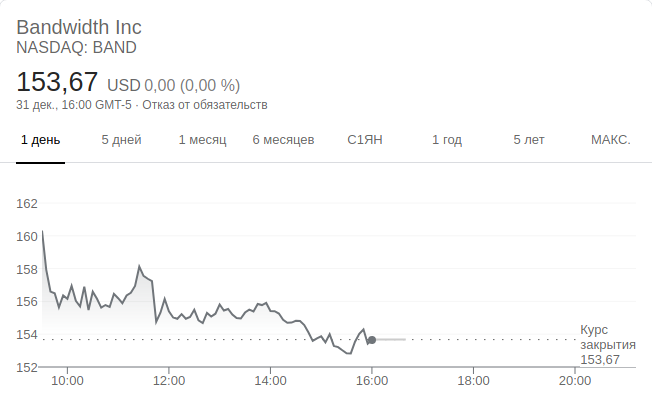 Bandwidth Inc
NASDAQ: BAND
153,67 USD 0,00 (0,00 %)
31 дек., 16:00 GMT-5 · Отказ от обязательств
1 день 5 дней 1 месяц 6 месяцев С1ЯН 1 год 5 лет МАКС.
162
160
158
156
154
152
Курс
закрытия
153,67
10:00 12:00 14:00 16:00 18:00 20:00